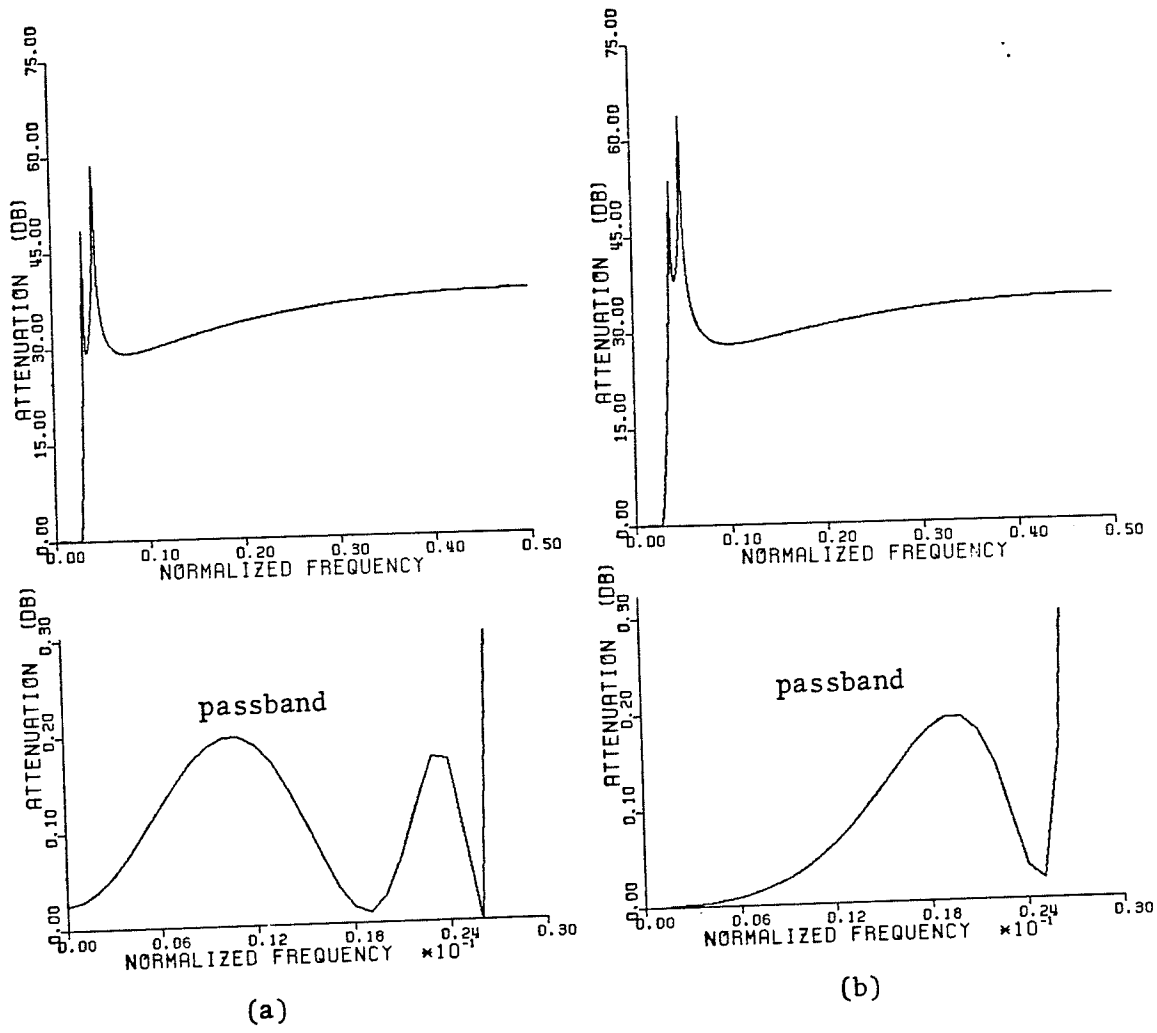 ATTENUATION (DB)
75.00
60.00
45.00
30.00
15.00
0.00
0.00 0.10 0.20 0.30 0.40 0.50
NORMALIZED FREQUENCY
ATTENUATION (DB)
75.00
60.00
45.00
30.00
15.00
0.00
0.00 0.10 0.20 0.30 0.40 0.50
NORMALIZED FREQUENCY
ATTENUATION (DB)
0.30
0.20
0.10
0.00
passband
0.00 0.06 0.12 0.18 0.24 0.30
NORMALIZED FREQUENCY *10⁻¹
(a)
ATTENUATION (DB)
0.30
0.20
0.10
0.00
passband
0.00 0.06 0.12 0.18 0.24 0.30
NORMALIZED FREQUENCY *10⁻¹
(b)